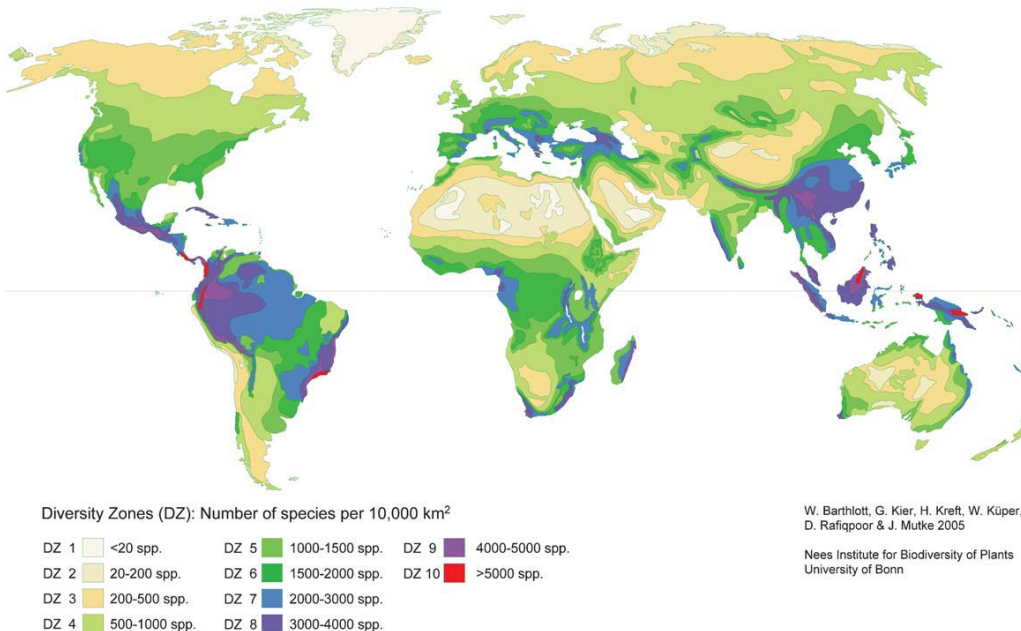 Diversity Zones (DZ): Number of species per 10,000 km²
DZ 1 <20 spp.
DZ 2 20-200 spp.
DZ 3 200-500 spp.
DZ 4 500-1000 spp.
DZ 5 1000-1500 spp.
DZ 6 1500-2000 spp.
DZ 7 2000-3000 spp.
DZ 8 3000-4000 spp.
DZ 9 4000-5000 spp.
DZ 10 >5000 spp.
W. Barthlott, G. Kier, H. Kreft, W. Küper,
D. Rafiqpoor & J. Mutke 2005
Nees Institute for Biodiversity of Plants
University of Bonn